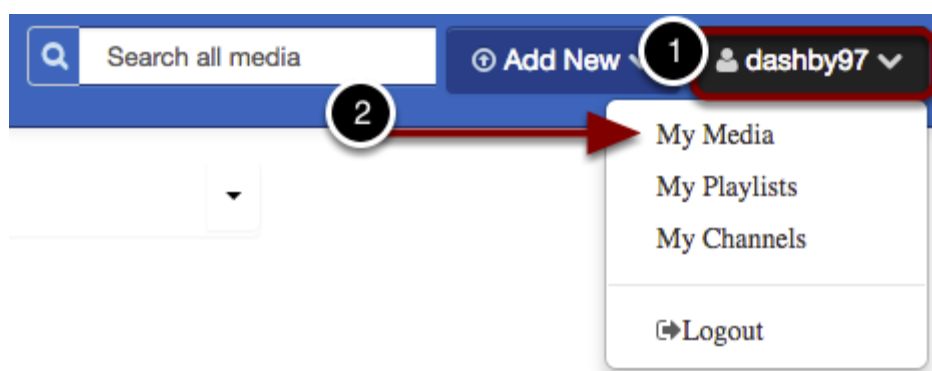 Search all media
Add New
1
dashby97
2
My Media
My Playlists
My Channels
Logout